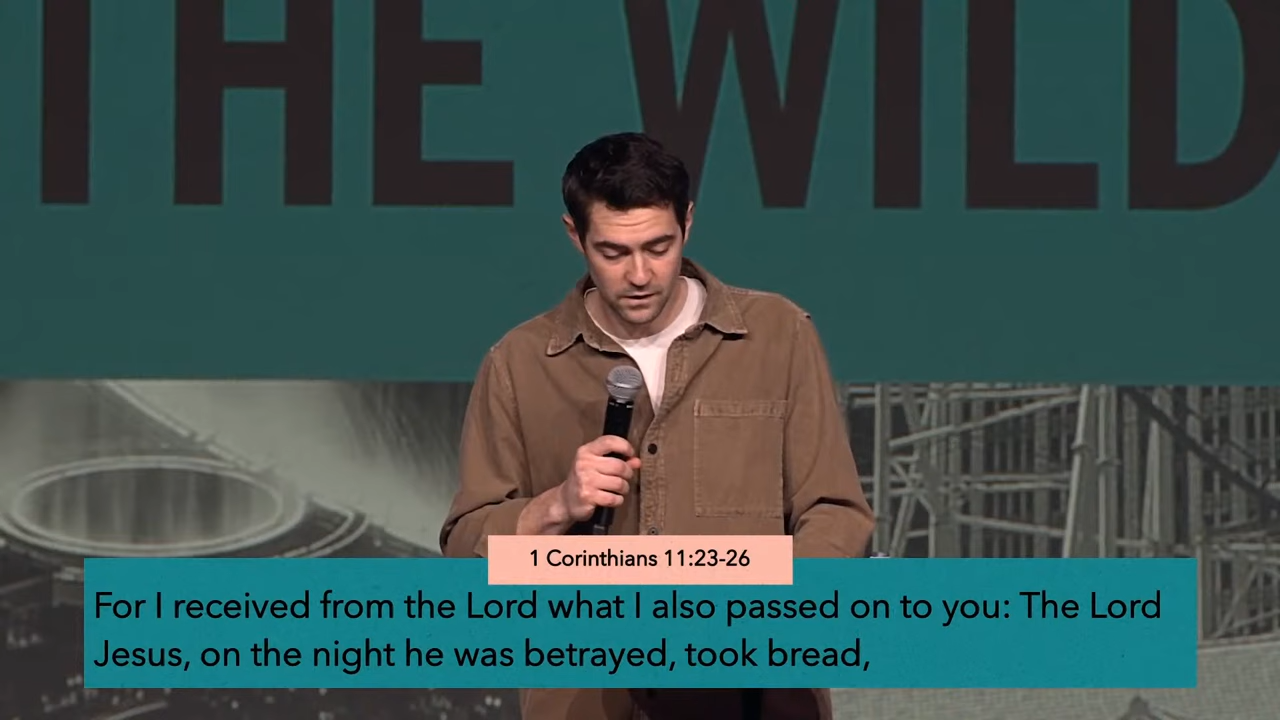 THE WILD
1 Corinthians 11:23-26
For I received from the Lord what I also passed on to you: The Lord
Jesus, on the night he was betrayed, took bread,